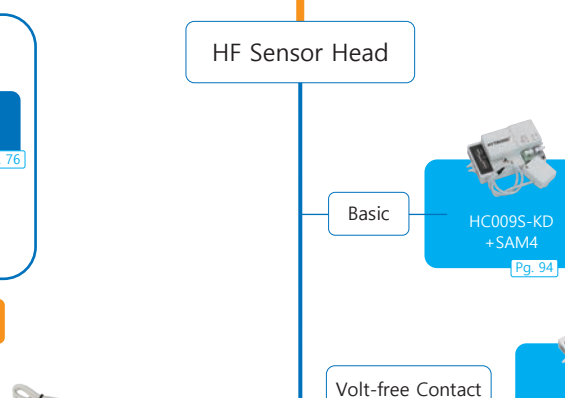 HF Sensor Head
76
Basic
HC009S-KD
+SAM4
Pg. 94
Volt-free Contact